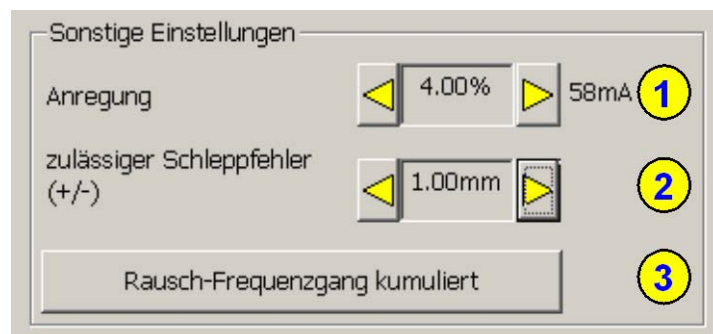 Sonstige Einstellungen
Anregung 4.00% 58mA 1
zulässiger Schleppfehler
(+/-) 1.00mm 2
Rausch-Frequenzgang kumuliert 3